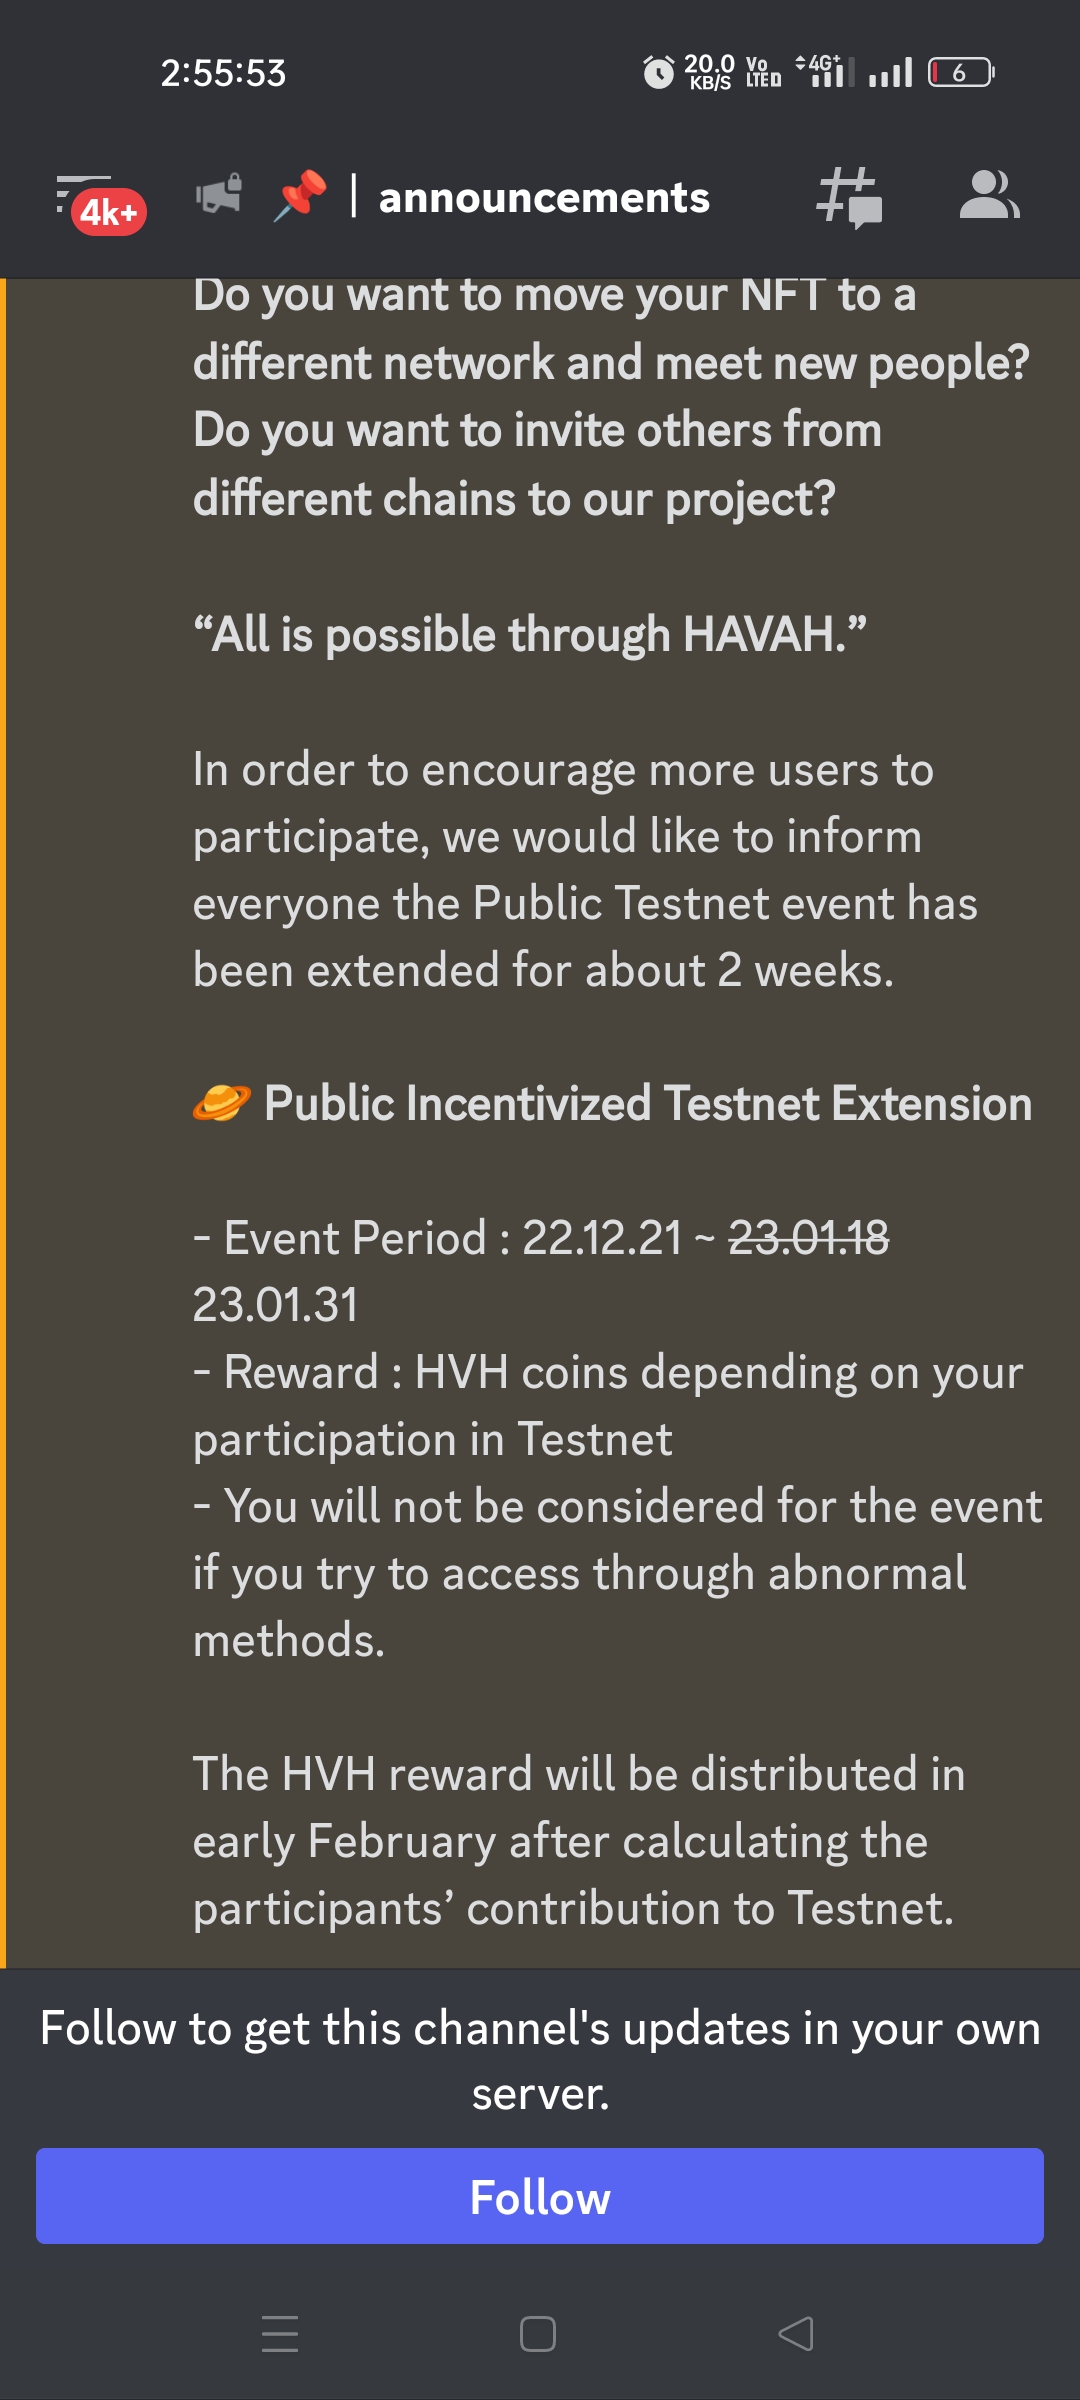 2:55:53 20.0 KB/S Vo LTE 4G+ 6
4k+ | announcements
Do you want to move your NFT to a
different network and meet new people?
Do you want to invite others from
different chains to our project?
“All is possible through HAVAH.”
In order to encourage more users to
participate, we would like to inform
everyone the Public Testnet event has
been extended for about 2 weeks.
🪐 Public Incentivized Testnet Extension
- Event Period : 22.12.21 ~ 23.01.18
23.01.31
- Reward : HVH coins depending on your
participation in Testnet
- You will not be considered for the event
if you try to access through abnormal
methods.
The HVH reward will be distributed in
early February after calculating the
participants’ contribution to Testnet.
Follow to get this channel's updates in your own
server.
Follow